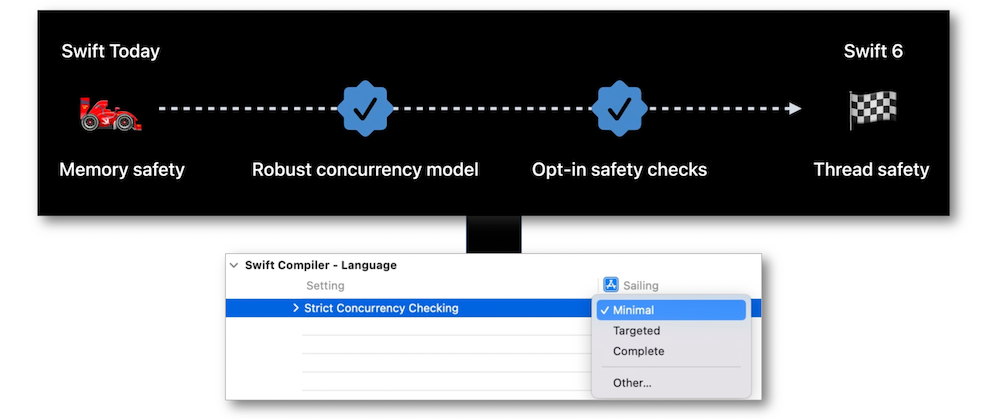 Swift Today
Swift 6
Memory safety
Robust concurrency model
Opt-in safety checks
Thread safety
Swift Compiler - Language
Setting
Sailing
Strict Concurrency Checking
Minimal
Targeted
Complete
Other...